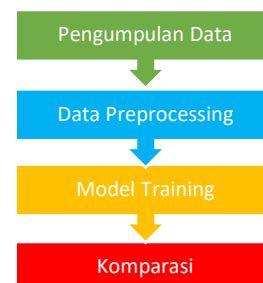 Pengumpulan Data
Data Preprocessing
Model Training
Komparasi